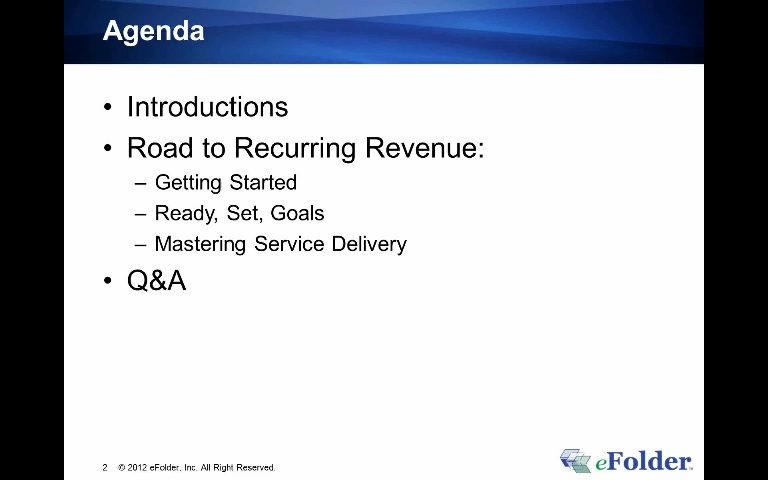 Agenda
• Introductions
• Road to Recurring Revenue:
– Getting Started
– Ready, Set, Goals
– Mastering Service Delivery
• Q&A
2 © 2012 eFolder, Inc. All Right Reserved.
eFolder™